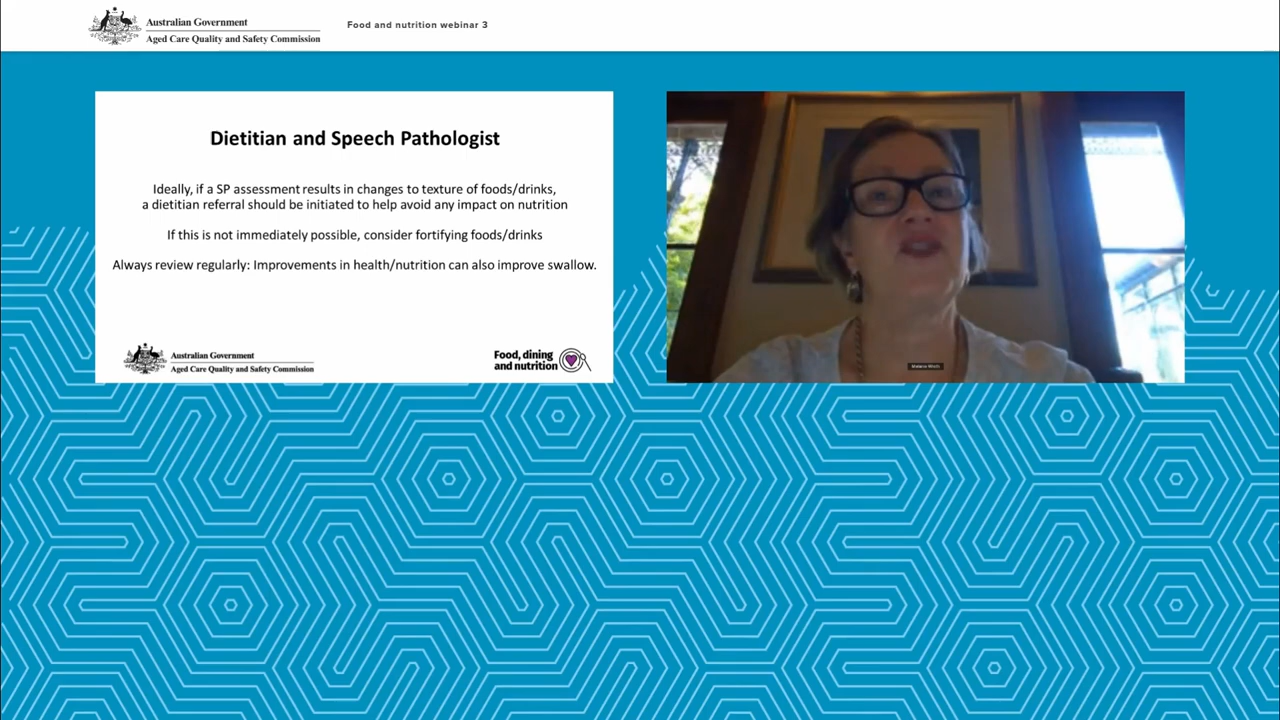 Australian Government
Aged Care Quality and Safety Commission
Food and nutrition webinar 3
Dietitian and Speech Pathologist
Ideally, if a SP assessment results in changes to texture of foods/drinks,
a dietitian referral should be initiated to help avoid any impact on nutrition
If this is not immediately possible, consider fortifying foods/drinks
Always review regularly: Improvements in health/nutrition can also improve swallow.
Australian Government
Aged Care Quality and Safety Commission
Food, dining
and nutrition